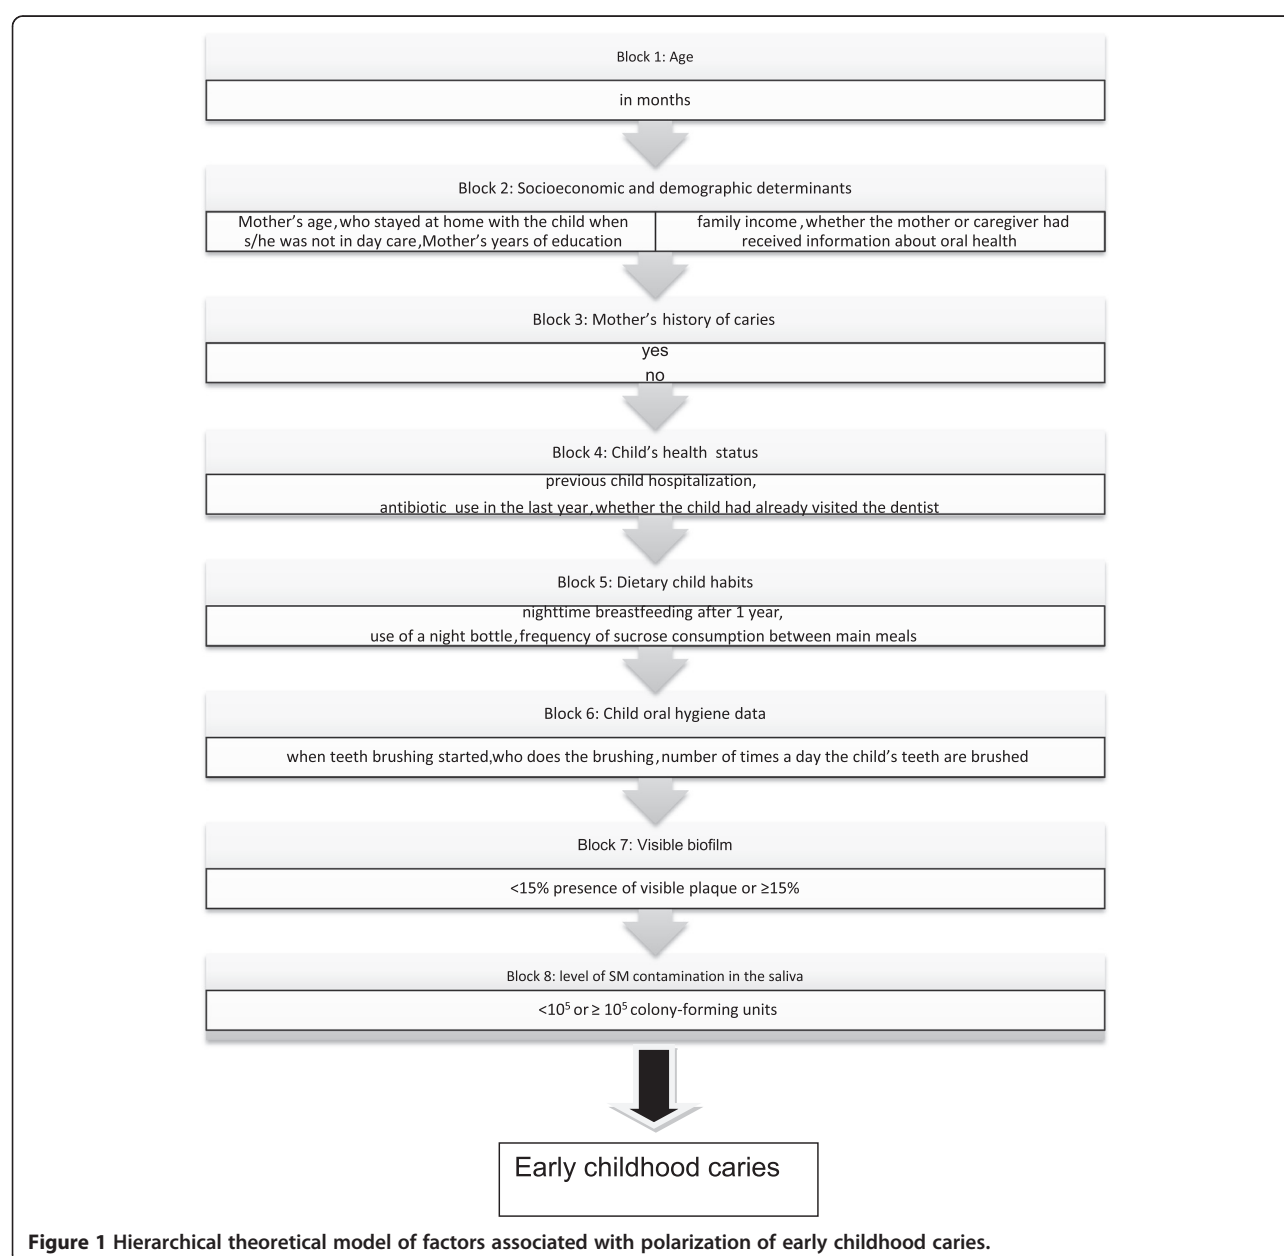 Block 1: Age
in months
Block 2: Socioeconomic and demographic determinants
Mother’s age, who stayed at home with the child when
s/he was not in day care, Mother’s years of education
family income, whether the mother or caregiver had
received information about oral health
Block 3: Mother’s history of caries
yes
no
Block 4: Child’s health status
previous child hospitalization,
antibiotic use in the last year, whether the child had already visited the dentist
Block 5: Dietary child habits
nighttime breastfeeding after 1 year,
use of a night bottle, frequency of sucrose consumption between main meals
Block 6: Child oral hygiene data
when teeth brushing started,who does the brushing, number of times a day the child’s teeth are brushed
Block 7: Visible biofilm
<15% presence of visible plaque or ≥15%
Block 8: level of SM contamination in the saliva
<10⁵ or ≥ 10⁵ colony-forming units
Early childhood caries
Figure 1 Hierarchical theoretical model of factors associated with polarization of early childhood caries.